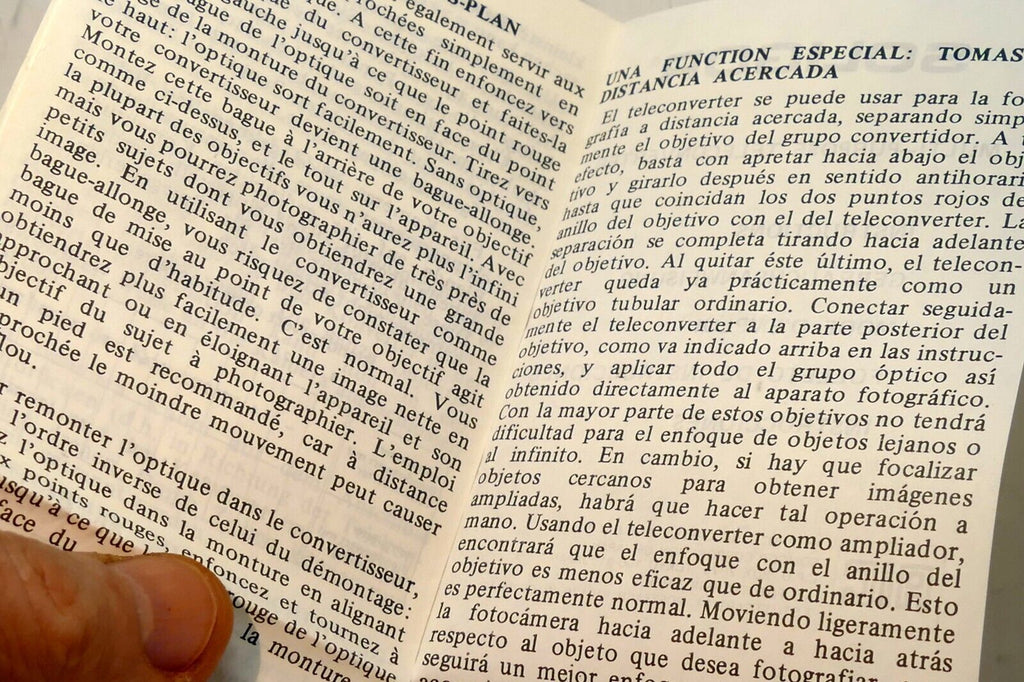 S-PLAN
également servir aux
rochées simplement en
que. A cette fin enfoncez vers
du convertisseur et faites-la
gauche jusqu'à ce que le point rouge
bague de l'optique soit en face du point
de la monture du convertisseur. Tirez vers
le haut: l'optique sort facilement. Sans optique,
votre convertisseur devient une bague-allonge.
Montez cette bague à l'arrière de votre objectif
comme ci-dessus, et le tout sur l'appareil. Avec
la plupart des objectifs vous n'aurez plus l'infini
mais vous pourrez photographier de très près de
petits sujets dont vous obtiendrez une grande
image. En utilisant le convertisseur comme
bague-allonge, vous risquez de constater que la
bague de mise au point de votre objectif agit
moins que d'habitude. C'est normal. Vous
obtiendrez plus facilement une image nette en
approchant ou en éloignant l'appareil et son
objectif du sujet à photographier. L'emploi
un pied est recommandé, car à distance
prochée le moindre mouvement peut causer
lou.
r remonter l'optique dans le convertisseur,
l'ordre inverse de celui du démontage:
z l'optique dans la monture en alignant
x points rouges, enfoncez et tournez à
usqu'à ce que rouge de l'optique
face du la monture
UNA FUNCTION ESPECIAL: TOMAS
DISTANCIA ACERCADA
El teleconverter se puede usar para la fo
grafía a distancia acercada, separando simp
mente el objetivo del grupo convertidor. A
efecto, basta con apretar hacia abajo el obj
tivo y girarlo después en sentido antihorari
hasta que coincidan los dos puntos rojos de
anillo del objetivo con el del teleconverter. La
separación se completa tirando hacia adelante
del objetivo. Al quitar éste último, el telecon-
verter queda ya prácticamente como un
objetivo tubular ordinario. Conectar seguida-
mente el teleconverter a la parte posterior del
objetivo, como va indicado arriba en las instruc-
ciones, y aplicar todo el grupo óptico así
obtenido directamente al aparato fotográfico.
Con la mayor parte de estos objetivos no tendrá
dificultad para el enfoque de objetos lejanos o
al infinito. En cambio, si hay que focalizar
objetos cercanos para obtener imágenes
ampliadas, habrá que hacer tal operación a
mano. Usando el teleconverter como ampliador,
encontrará que el enfoque con el anillo del
objetivo es menos eficaz que de ordinario. Esto
es perfectamente normal. Moviendo ligeramente
la fotocámera hacia adelante a hacia atrás
respecto al objeto que desea fotografiar
seguirá un mejor enfoq